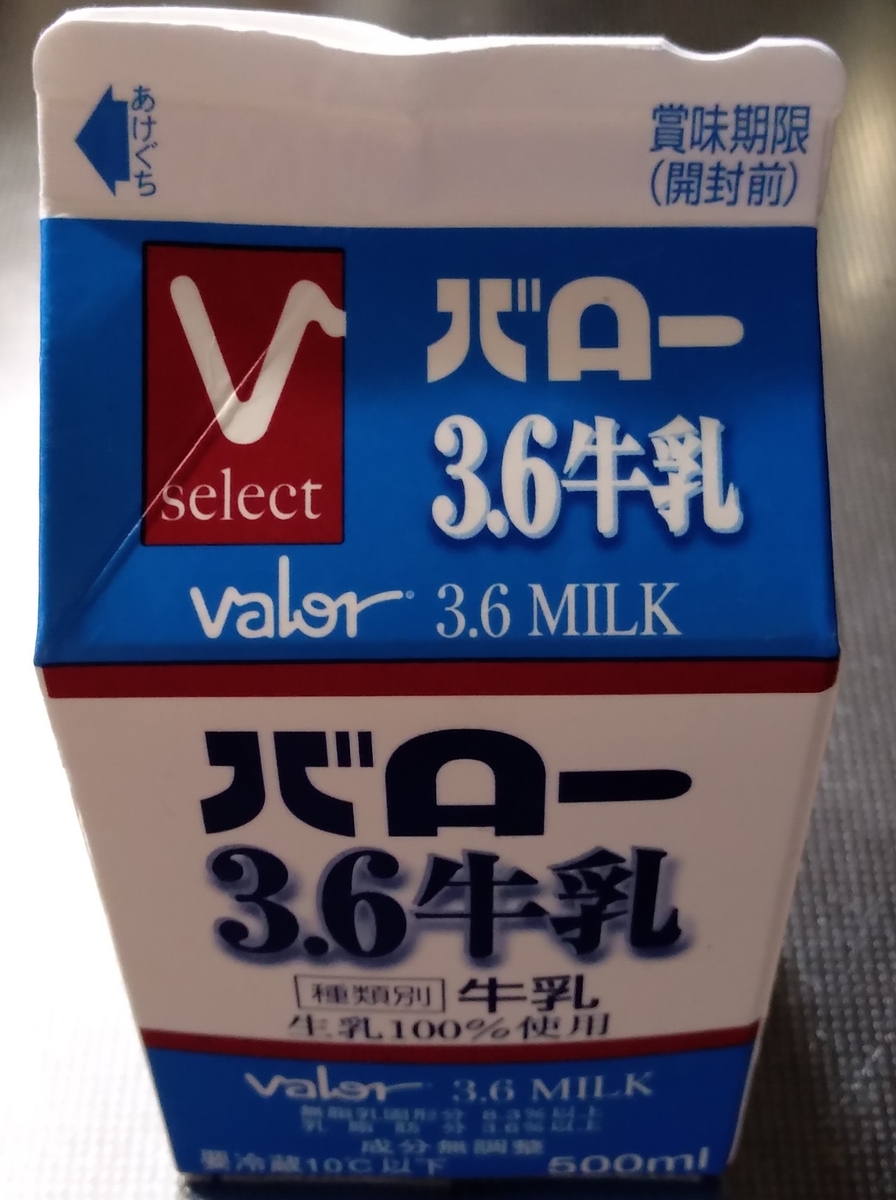 あけぐち
賞味期限
(開封前)
V
select
バロー
3.6牛乳
valor 3.6 MILK
バロー
3.6牛乳
種類別 牛乳
生乳100%使用
valor 3.6 MILK
無脂乳固形分 8.3%以上
乳脂肪分 3.6%以上
成分無調整
要冷蔵10℃以下 500ml